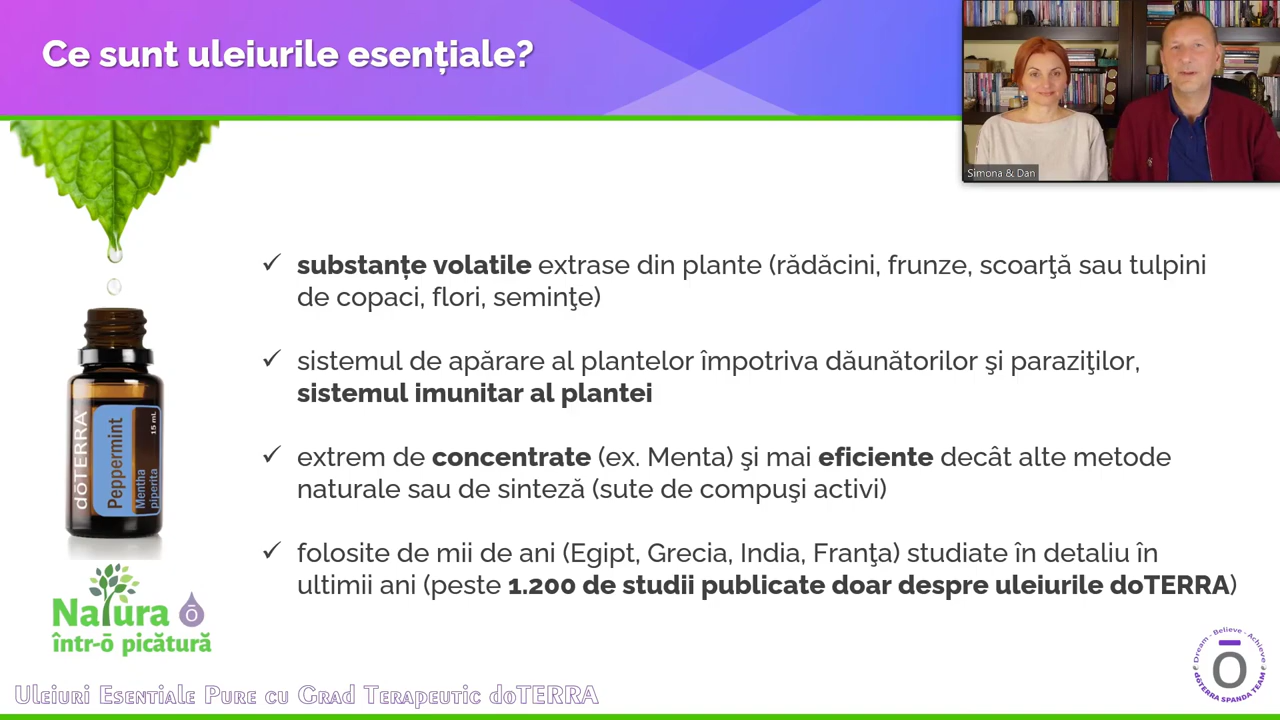 Ce sunt uleiurile esențiale?
Simona & Dan
substanțe volatile extrase din plante (rădăcini, frunze, scoarţă sau tulpini
de copaci, flori, seminţe)
sistemul de apărare al plantelor împotriva dăunătorilor şi paraziţilor,
sistemul imunitar al plantei
extrem de concentrate (ex. Menta) şi mai eficiente decât alte metode
naturale sau de sinteză (sute de compuşi activi)
folosite de mii de ani (Egipt, Grecia, India, Franţa) studiate în detaliu în
ultimii ani (peste 1.200 de studii publicate doar despre uleiurile doTERRA)
dōTERRA
Peppermint
Mentha
piperita
15 mL
Natura ō
într-ō picătură
Uleiuri Esentiale Pure cu Grad Terapeutic doTERRA
Dream - Believe - Achieve
Ō
dōTERRA SPANDA TEAM